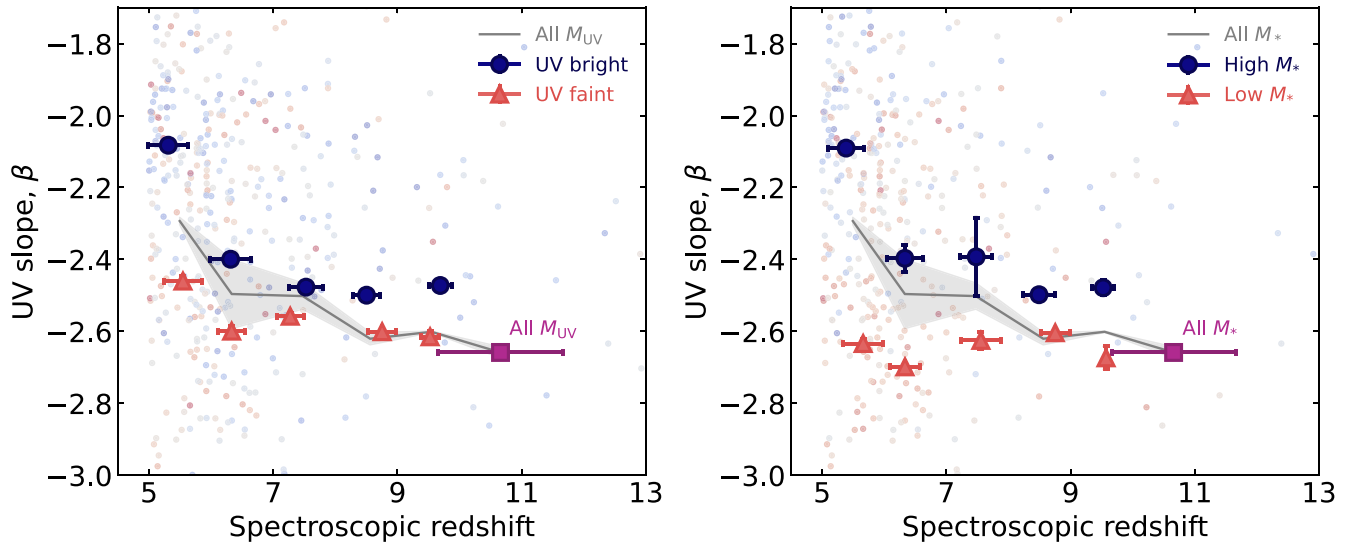 All M_UV
UV bright
UV faint
All M_UV
−1.8
−2.0
−2.2
−2.4
−2.6
−2.8
−3.0
UV slope, β
5
7
9
11
13
Spectroscopic redshift
All M_*
High M_*
Low M_*
All M_*
−1.8
−2.0
−2.2
−2.4
−2.6
−2.8
−3.0
UV slope, β
5
7
9
11
13
Spectroscopic redshift